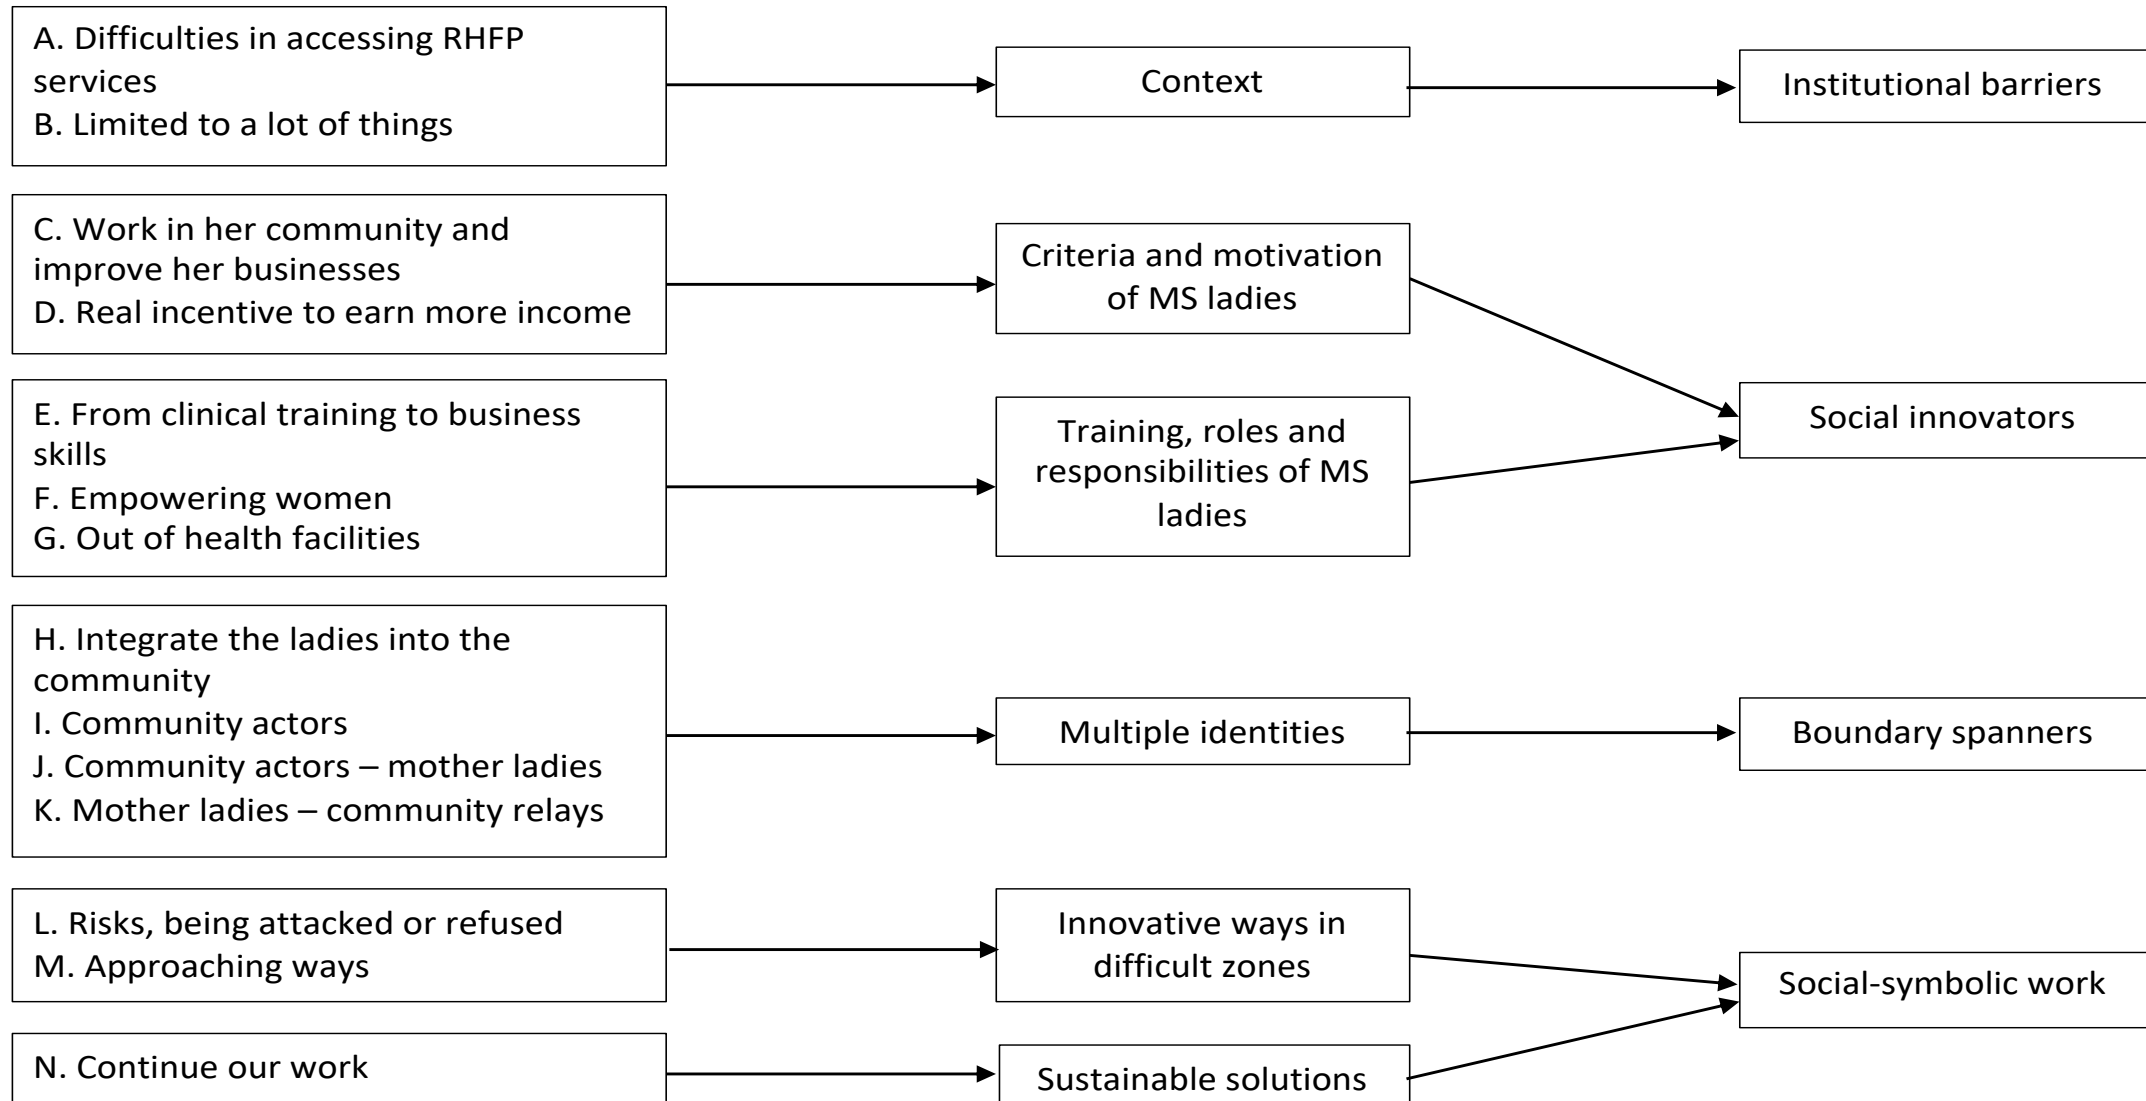 A. Difficulties in accessing RHFP
services
B. Limited to a lot of things
Context
Institutional barriers
C. Work in her community and
improve her businesses
D. Real incentive to earn more income
Criteria and motivation
of MS ladies
E. From clinical training to business
skills
F. Empowering women
G. Out of health facilities
Training, roles and
responsibilities of MS
ladies
Social innovators
H. Integrate the ladies into the
community
I. Community actors
J. Community actors – mother ladies
K. Mother ladies – community relays
Multiple identities
Boundary spanners
L. Risks, being attacked or refused
M. Approaching ways
Innovative ways in
difficult zones
Social-symbolic work
N. Continue our work
Sustainable solutions